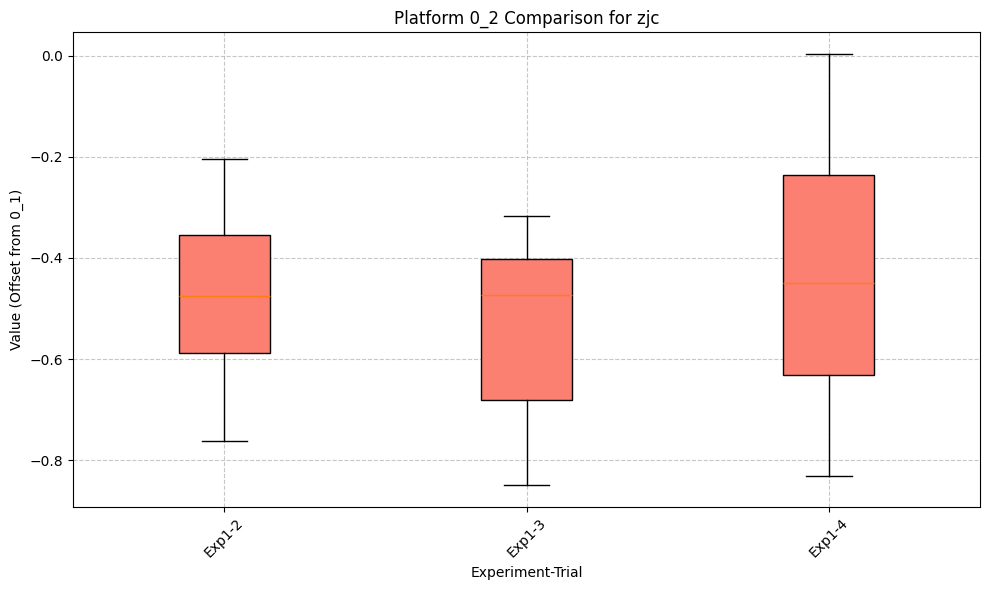 Platform 0_2 Comparison for zjc
Value (Offset from 0_1)
0.0
−0.2
−0.4
−0.6
−0.8
Exp1-2
Exp1-3
Exp1-4
Experiment-Trial